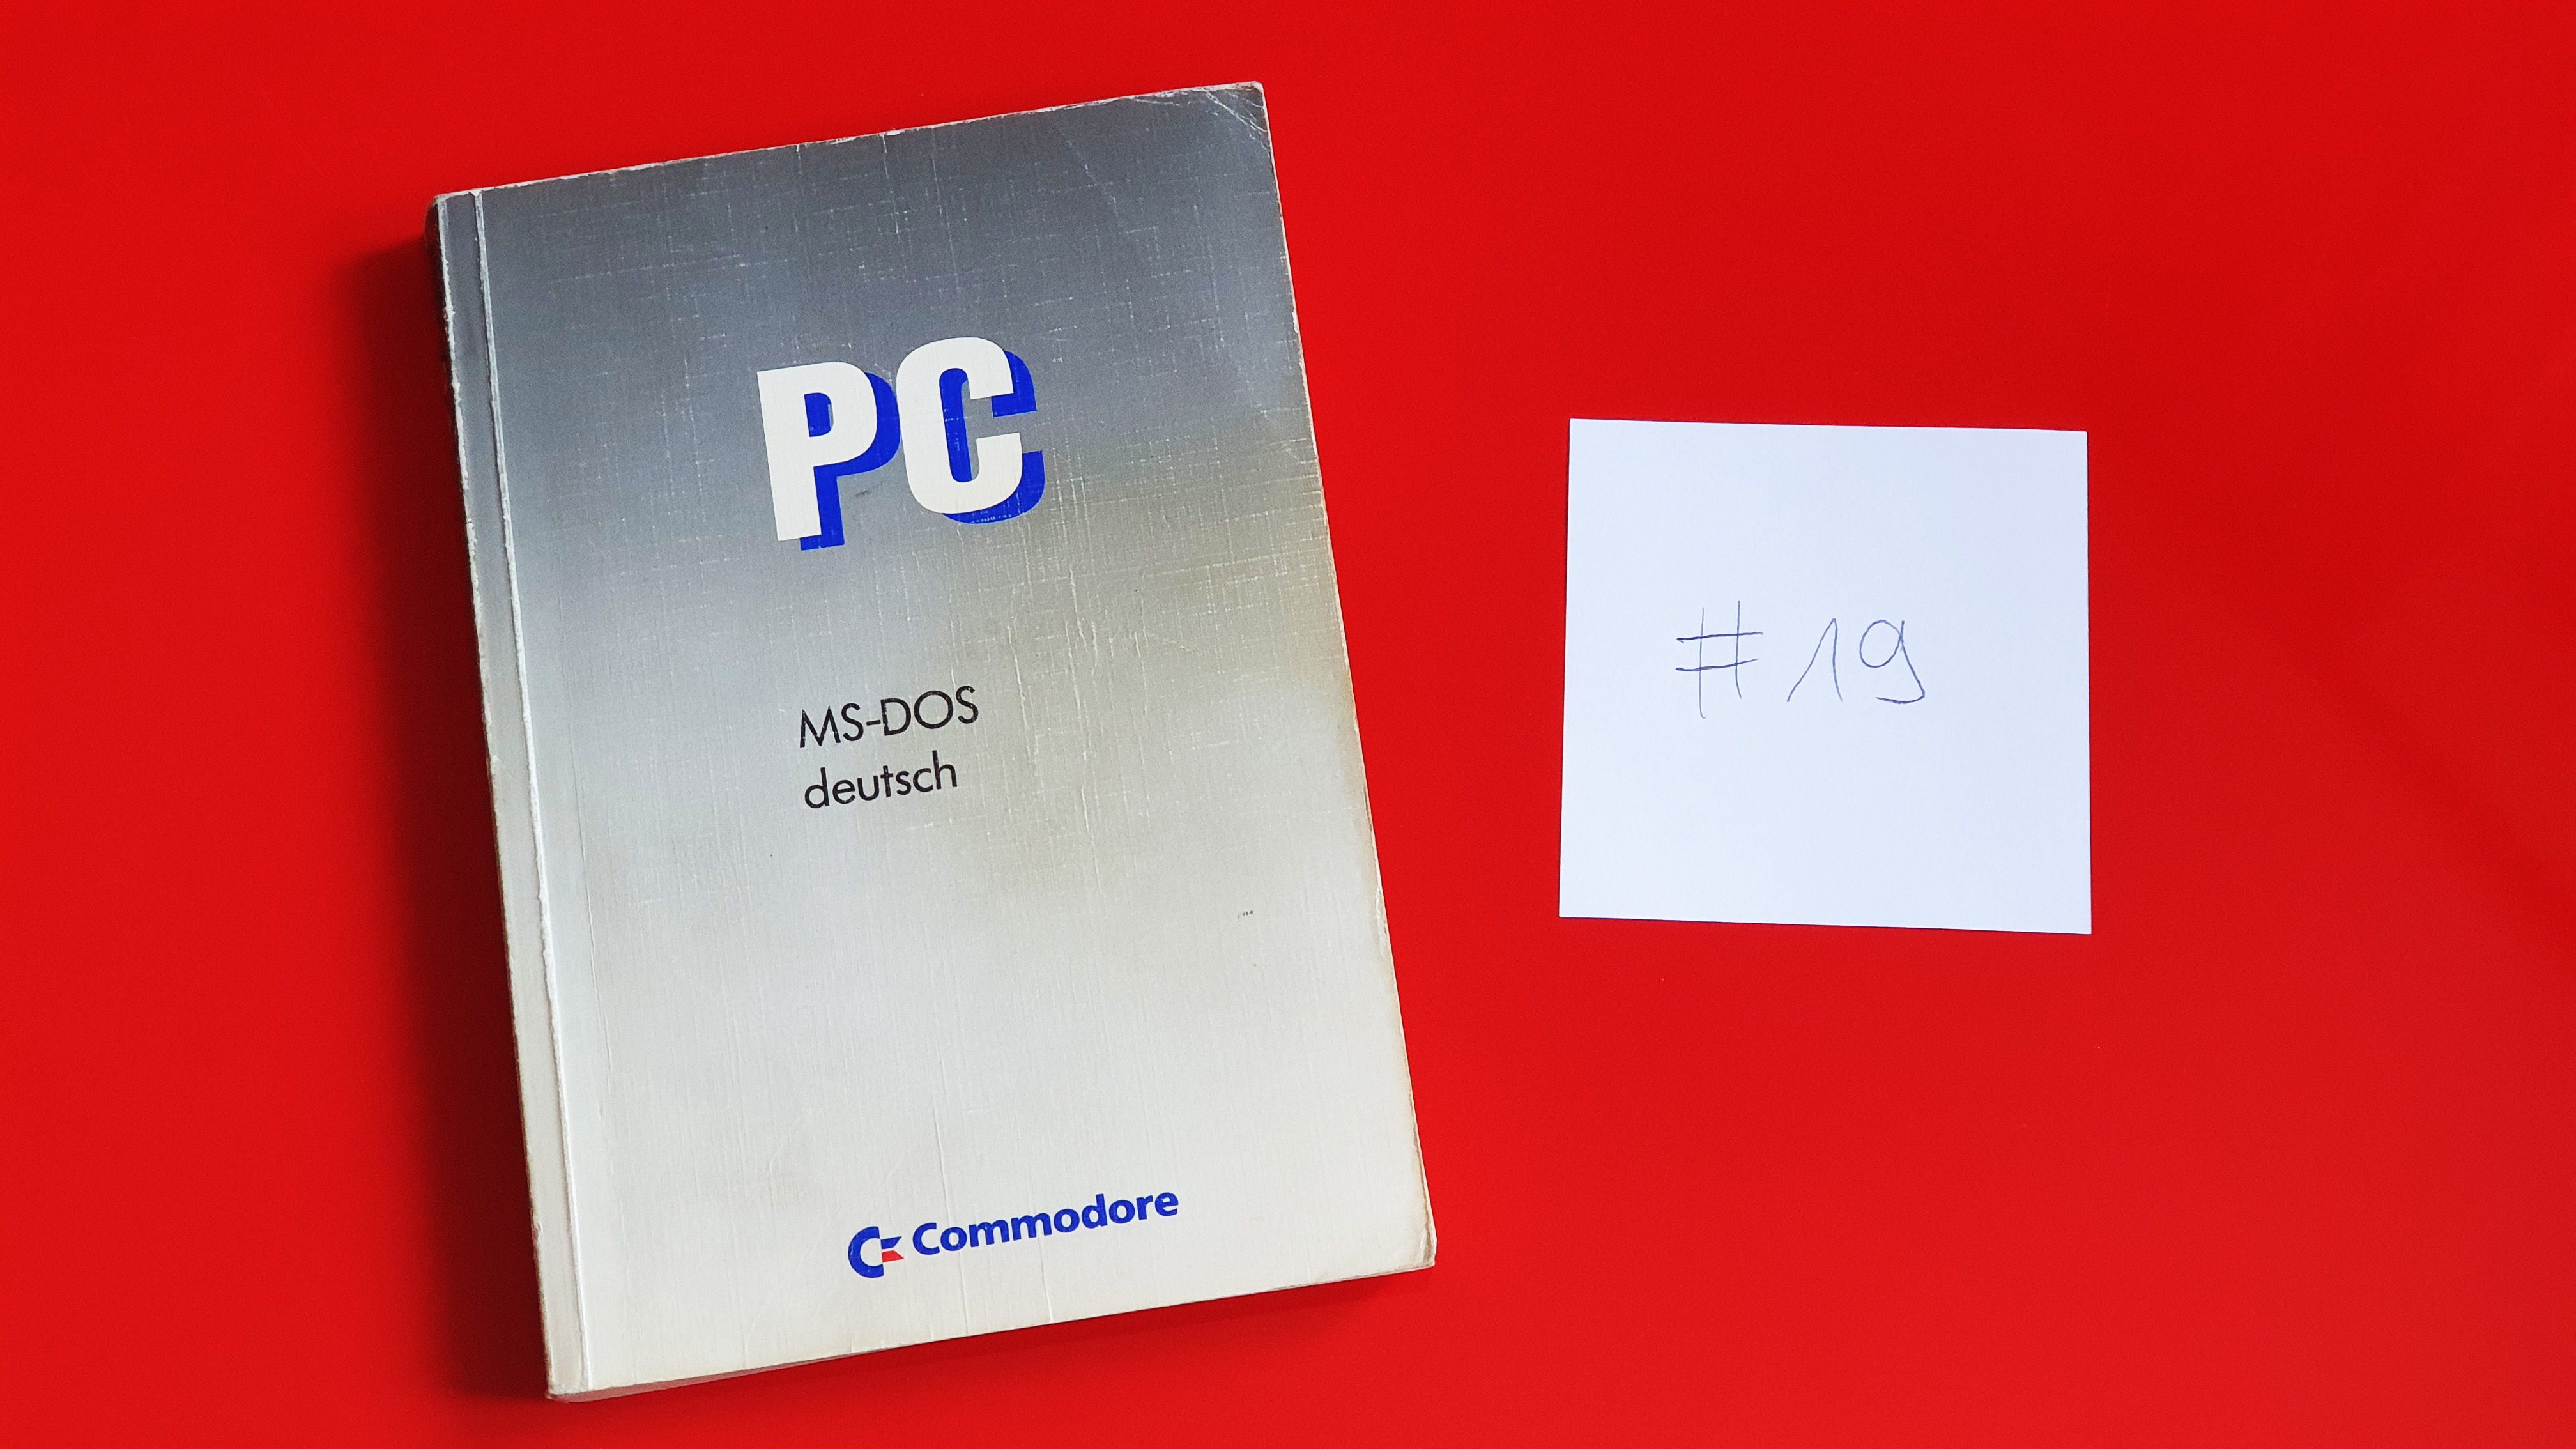 PC
MS-DOS
deutsch
Commodore
#19